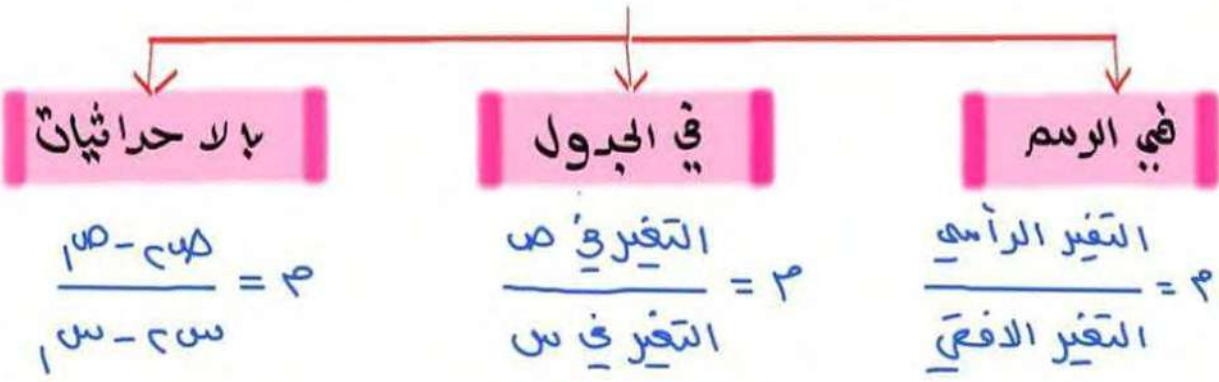 في الرسم
م = التغير الرأسي / التغير الافقي
في الجدول
م = التغير في ص / التغير في س
بالاحداثيات
م = ص٢ - ص١ / س٢ - س١